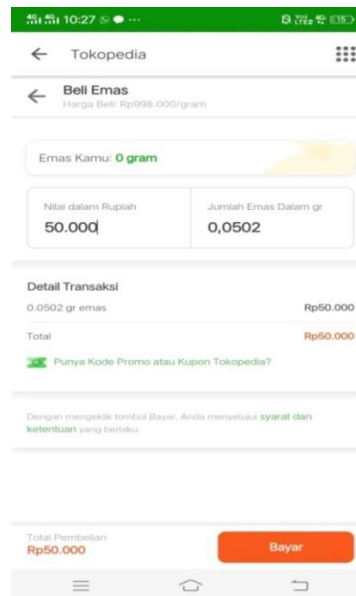 10:27
Tokopedia
Beli Emas
Harga Beli: Rp998.000/gram
Emas Kamu: 0 gram
Nilai dalam Rupiah
Jumlah Emas Dalam gr
50.000
0,0502
Detail Transaksi
0.0502 gr emas
Rp50.000
Total
Rp50.000
Punya Kode Promo atau Kupon Tokopedia?
Dengan mengeklik tombol Bayar, Anda menyetujui syarat dan
ketentuan yang berlaku.
Total Pembelian
Rp50.000
Bayar